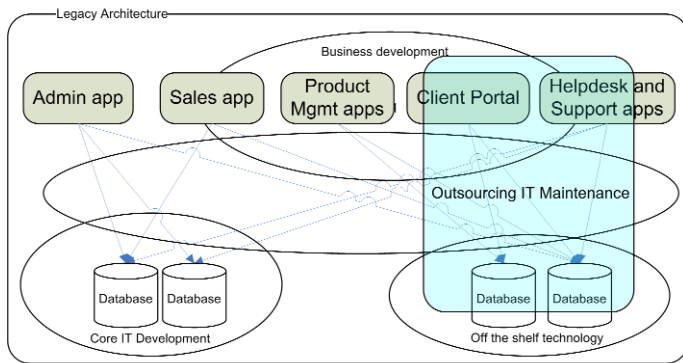 Legacy Architecture
Business development
Admin app
Sales app
Product
Mgmt apps
Client Portal
Helpdesk and
Support apps
Outsourcing IT Maintenance
Database
Database
Database
Database
Core IT Development
Off the shelf technology